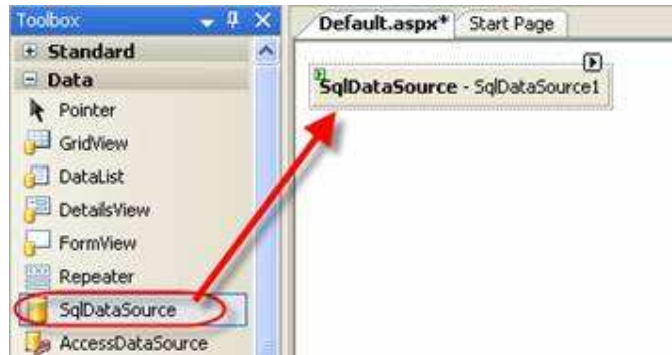 Toolbox
Default.aspx* Start Page
Standard
Data
Pointer
GridView
DataList
DetailsView
FormView
Repeater
SqlDataSource
AccessDataSource
SqlDataSource - SqlDataSource1